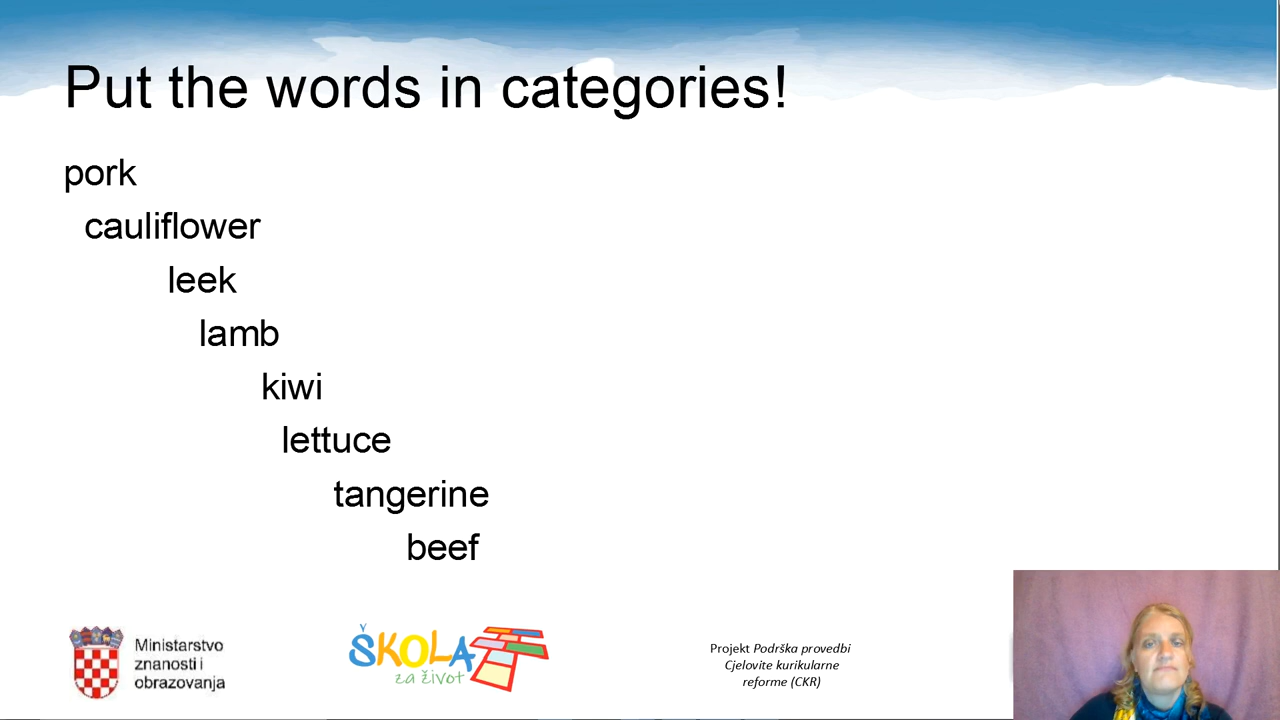 Put the words in categories!
pork
cauliflower
leek
lamb
kiwi
lettuce
tangerine
beef
Ministarstvo
znanosti i
obrazovanja
ŠKOLA
za život
Projekt Podrška provedbi
Cjelovite kurikularne
reforme (CKR)